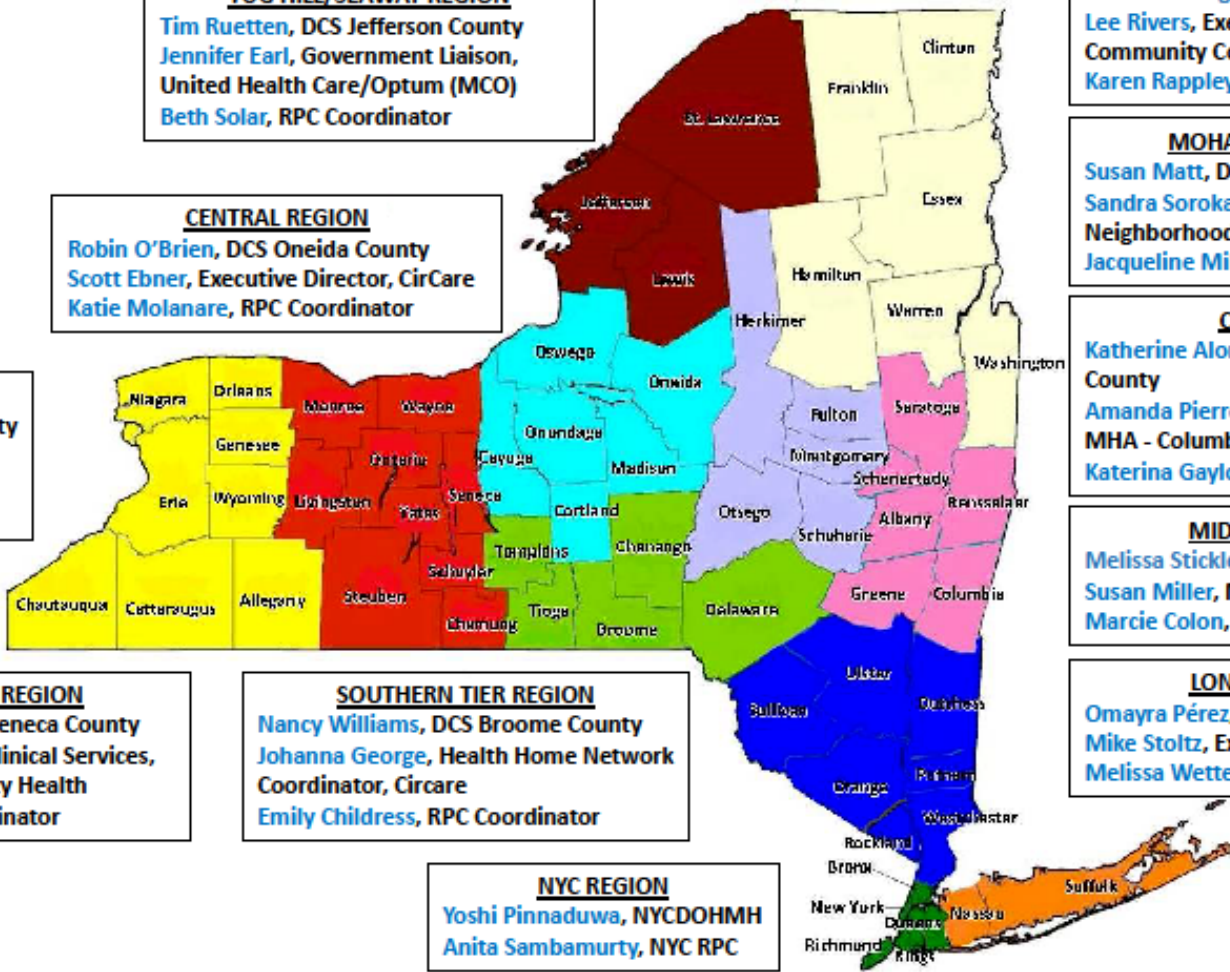 Tim Ruetten, DCS Jefferson County
Jennifer Earl, Government Liaison,
United Health Care/Optum (MCO)
Beth Solar, RPC Coordinator
CENTRAL REGION
Robin O'Brien, DCS Oneida County
Scott Ebner, Executive Director, CirCare
Katie Molanare, RPC Coordinator
Lee Rivers, Exe
Community Co
Karen Rappley
MOHA
Susan Matt, D
Sandra Soroka
Neighborhood
Jacqueline Mi
Katherine Alo
County
Amanda Pierr
MHA - Columb
Katerina Gaylo
MID
Melissa Stickle
Susan Miller,
Marcie Colon,
LON
Omayra Pérez
Mike Stoltz, Ex
Melissa Wette
ty
REGION
eneca County
linical Services,
y Health
inator
SOUTHERN TIER REGION
Nancy Williams, DCS Broome County
Johanna George, Health Home Network
Coordinator, Circare
Emily Childress, RPC Coordinator
NYC REGION
Yoshi Pinnaduwa, NYCDOHMH
Anita Sambamurty, NYC RPC
Clinton
Franklin
St. Lawrence
Essex
Jefferson
Lewis
Hamilton
Warren
Herkimer
Washington
Oswego
Oneida
Niagara
Orleans
Monroe
Wayne
Fulton
Saratoga
Genesee
Onondaga
Cayuga
Madison
Montgomery
Ontario
Schenectady
Erie
Wyoming
Livingston
Yates
Seneca
Cortland
Otsego
Schoharie
Albany
Rensselaer
Tompkins
Chenango
Schuyler
Chautauqua
Cattaraugus
Allegany
Steuben
Chemung
Tioga
Broome
Delaware
Greene
Columbia
Ulster
Sullivan
Dutchess
Orange
Putnam
Westchester
Rockland
Bronx
New York
Queens
Richmond
Kings
Nassau
Suffolk